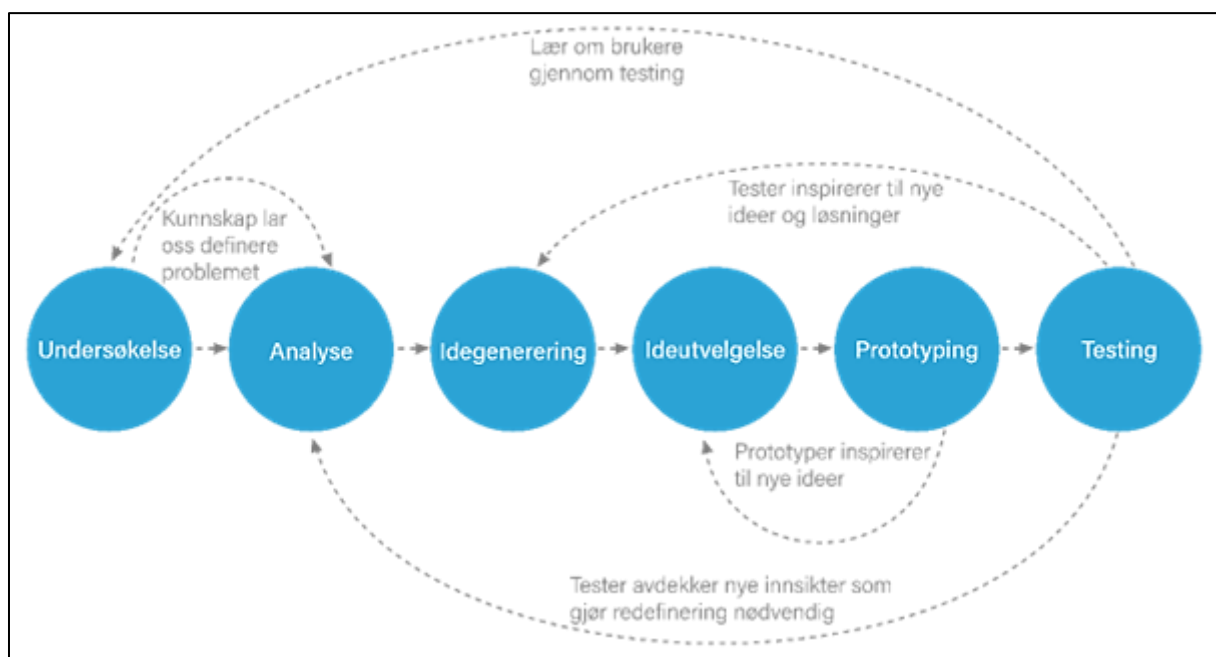 Lær om brukere
gjennom testing
Tester inspirerer til nye
ideer og løsninger
Kunnskap lar
oss definere
problemet
Undersøkelse
Analyse
Idegenerering
Ideutvelgelse
Prototyping
Testing
Prototyper inspirerer
til nye ideer
Tester avdekker nye innsikter som
gjør redefinering nødvendig